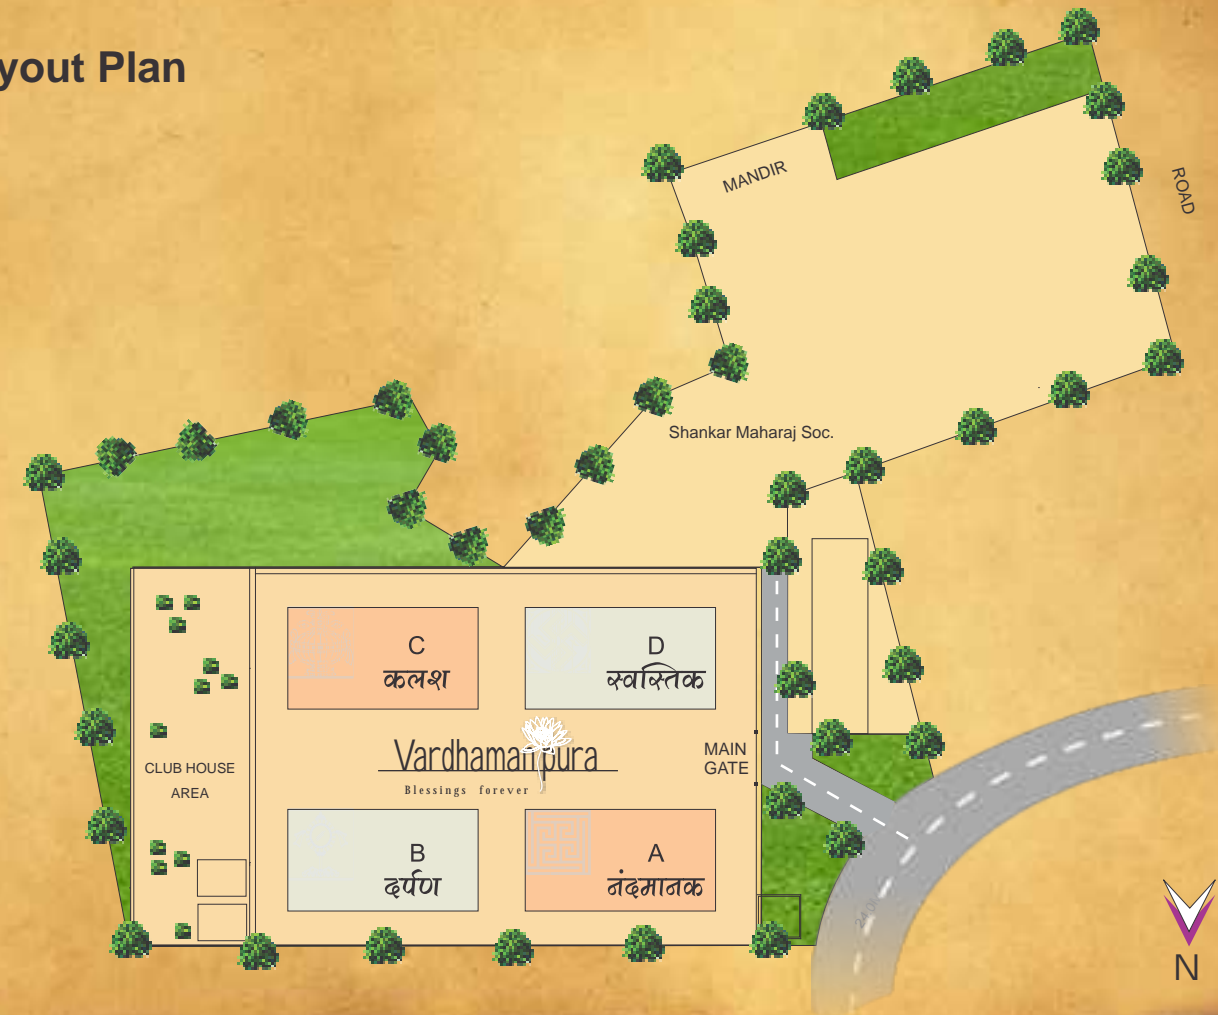 yout Plan
MANDIR
ROAD
Shankar Maharaj Soc.
C
कलश
D
स्वस्तिक
Vardhamanpura
Blessings forever
MAIN
GATE
CLUB HOUSE
AREA
B
दर्पण
A
नंदमानक
N